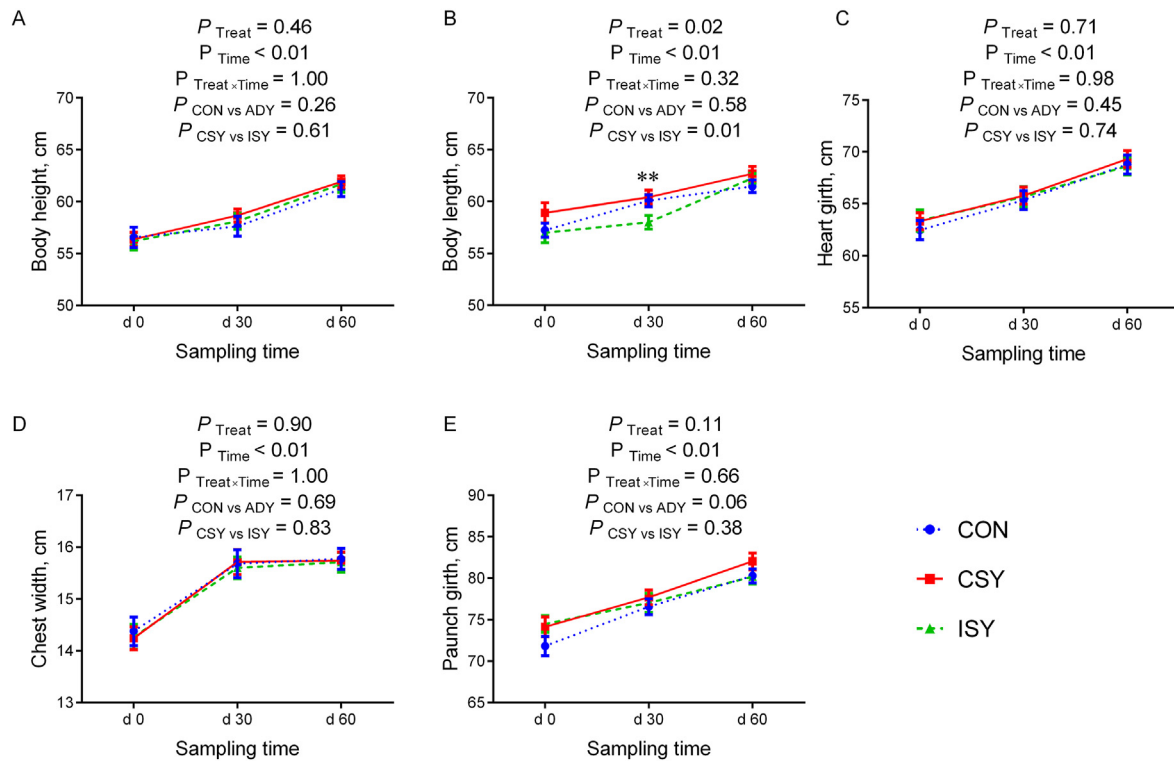 A
P Treat = 0.46
P Time < 0.01
P Treat×Time = 1.00
P CON vs ADY = 0.26
P CSY vs ISY = 0.61
70
65
60
55
50
Body height, cm
d 0
d 30
d 60
Sampling time
B
P Treat = 0.02
P Time < 0.01
P Treat×Time = 0.32
P CON vs ADY = 0.58
P CSY vs ISY = 0.01
70
65
60
55
50
Body length, cm
**
d 0
d 30
d 60
Sampling time
C
P Treat = 0.71
P Time < 0.01
P Treat×Time = 0.98
P CON vs ADY = 0.45
P CSY vs ISY = 0.74
75
70
65
60
55
Heart girth, cm
d 0
d 30
d 60
Sampling time
D
P Treat = 0.90
P Time < 0.01
P Treat×Time = 1.00
P CON vs ADY = 0.69
P CSY vs ISY = 0.83
17
16
15
14
13
Chest width, cm
d 0
d 30
d 60
Sampling time
E
P Treat = 0.11
P Time < 0.01
P Treat×Time = 0.66
P CON vs ADY = 0.06
P CSY vs ISY = 0.38
90
85
80
75
70
65
Paunch girth, cm
d 0
d 30
d 60
Sampling time
CON
CSY
ISY